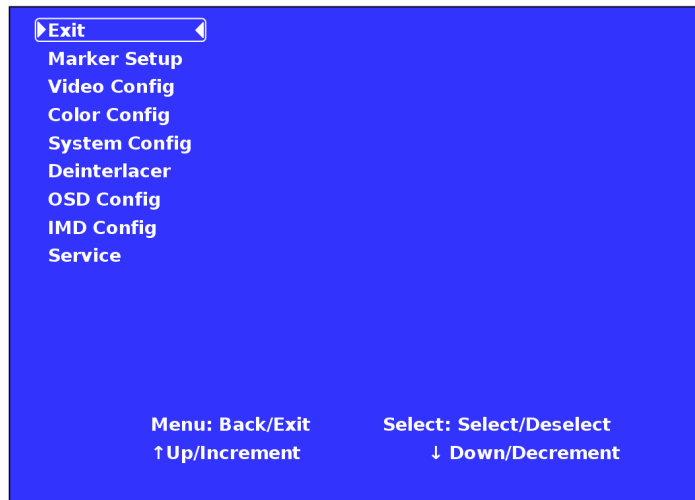 Exit
Marker Setup
Video Config
Color Config
System Config
Deinterlacer
OSD Config
IMD Config
Service
Menu: Back/Exit Select: Select/Deselect
↑Up/Increment ↓ Down/Decrement